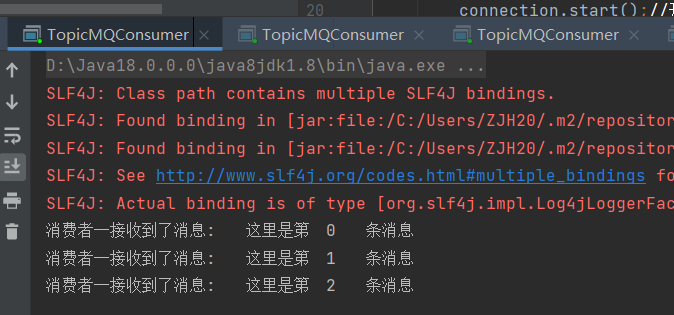 20 connection.start();//
TopicMQConsumer TopicMQConsumer TopicMQConsumer
D:\Java18.0.0.0\java8jdk1.8\bin\java.exe ...
SLF4J: Class path contains multiple SLF4J bindings.
SLF4J: Found binding in [jar:file:/C:/Users/ZJH20/.m2/repositor
SLF4J: Found binding in [jar:file:/C:/Users/ZJH20/.m2/repositor
SLF4J: See http://www.slf4j.org/codes.html#multiple_bindings fo
SLF4J: Actual binding is of type [org.slf4j.impl.Log4jLoggerFac
消费者一接收到了消息: 这里是第 0 条消息
消费者一接收到了消息: 这里是第 1 条消息
消费者一接收到了消息: 这里是第 2 条消息